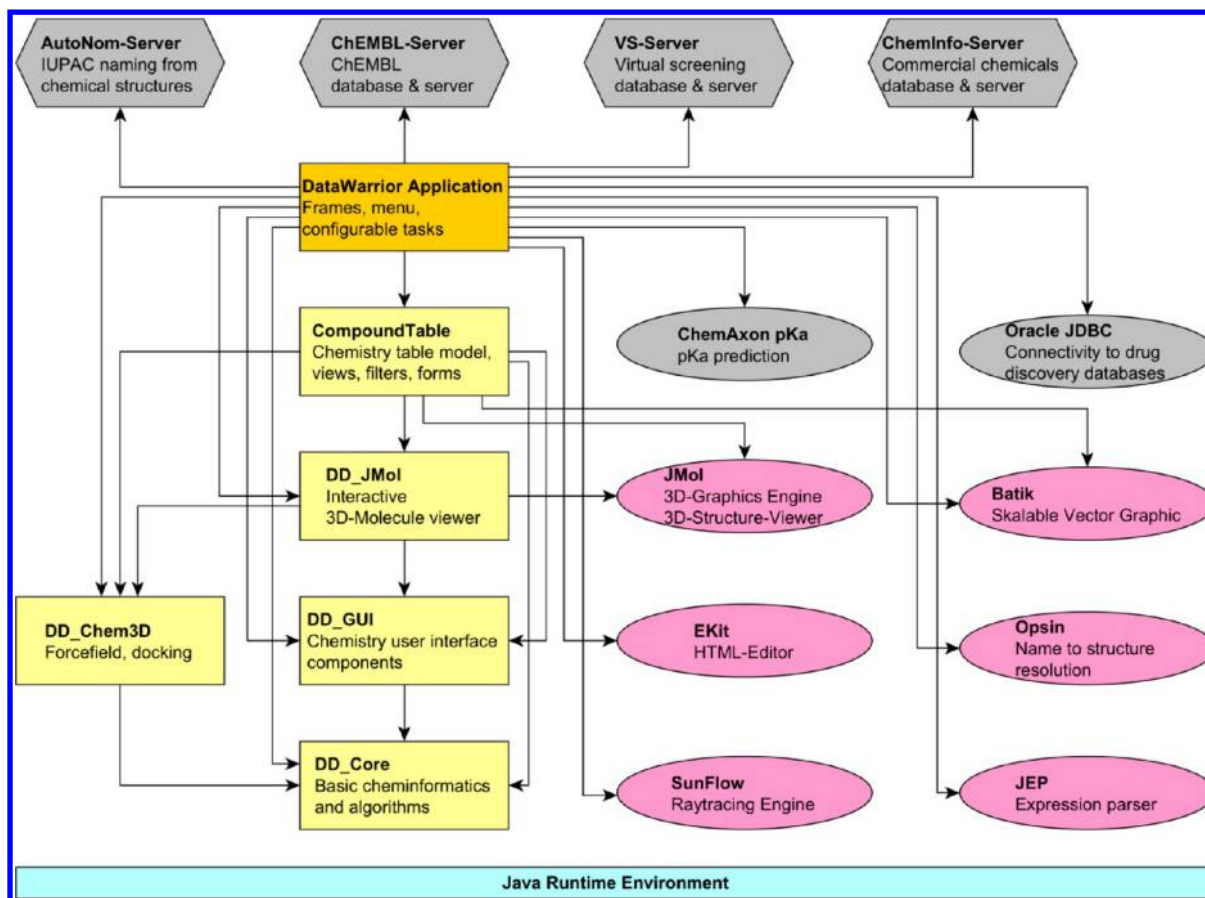 AutoNom-Server
IUPAC naming from
chemical structures
ChEMBL-Server
ChEMBL
database & server
VS-Server
Virtual screening
database & server
ChemInfo-Server
Commercial chemicals
database & server
DataWarrior Application
Frames, menu,
configurable tasks
CompoundTable
Chemistry table model,
views, filters, forms
ChemAxon pKa
pKa prediction
Oracle JDBC
Connectivity to drug
discovery databases
DD_JMol
Interactive
3D-Molecule viewer
JMol
3D-Graphics Engine
3D-Structure-Viewer
Batik
Skalable Vector Graphic
DD_Chem3D
Forcefield, docking
DD_GUI
Chemistry user interface
components
EKit
HTML-Editor
Opsin
Name to structure
resolution
DD_Core
Basic cheminformatics
and algorithms
SunFlow
Raytracing Engine
JEP
Expression parser
Java Runtime Environment